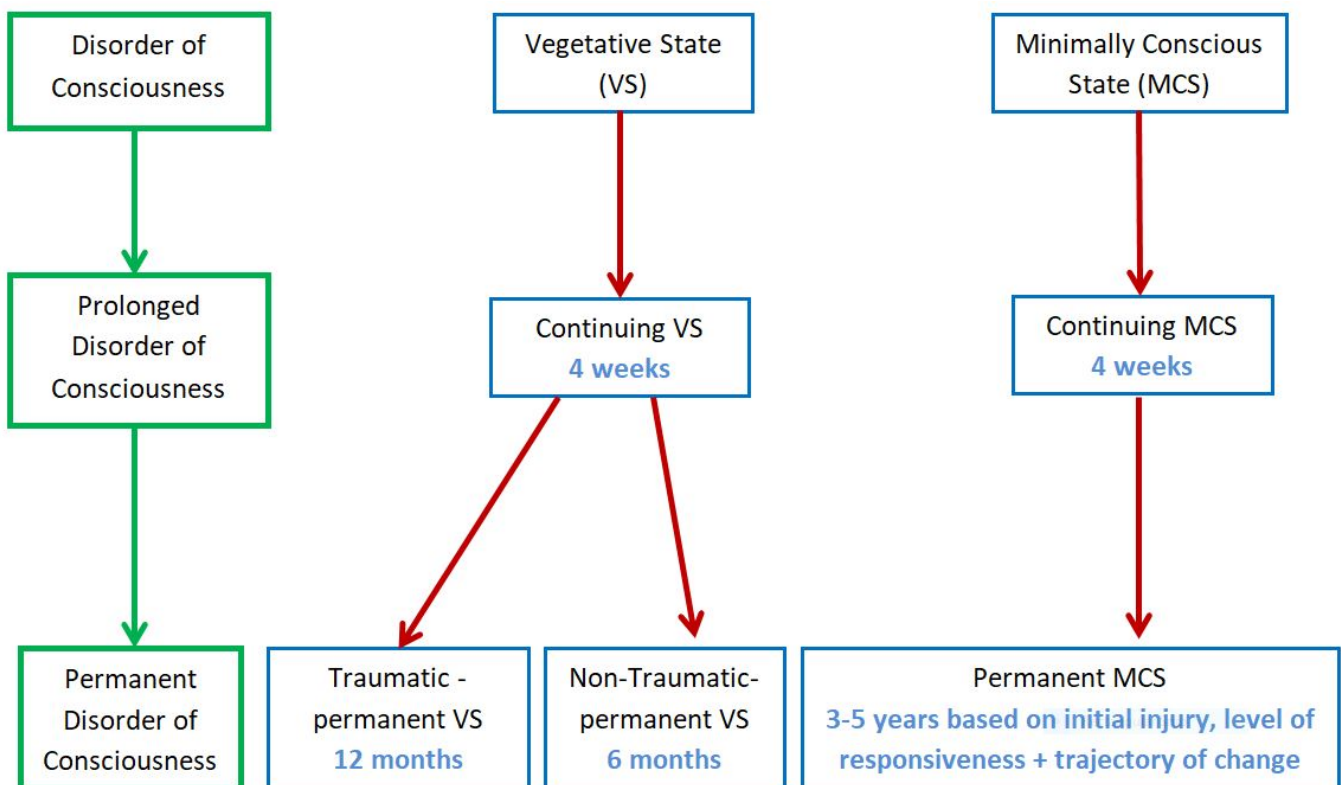 Disorder of
Consciousness
Vegetative State
(VS)
Minimally Conscious
State (MCS)
Prolonged
Disorder of
Consciousness
Continuing VS
4 weeks
Continuing MCS
4 weeks
Permanent
Disorder of
Consciousness
Traumatic -
permanent VS
12 months
Non-Traumatic-
permanent VS
6 months
Permanent MCS
3-5 years based on initial injury, level of
responsiveness + trajectory of change